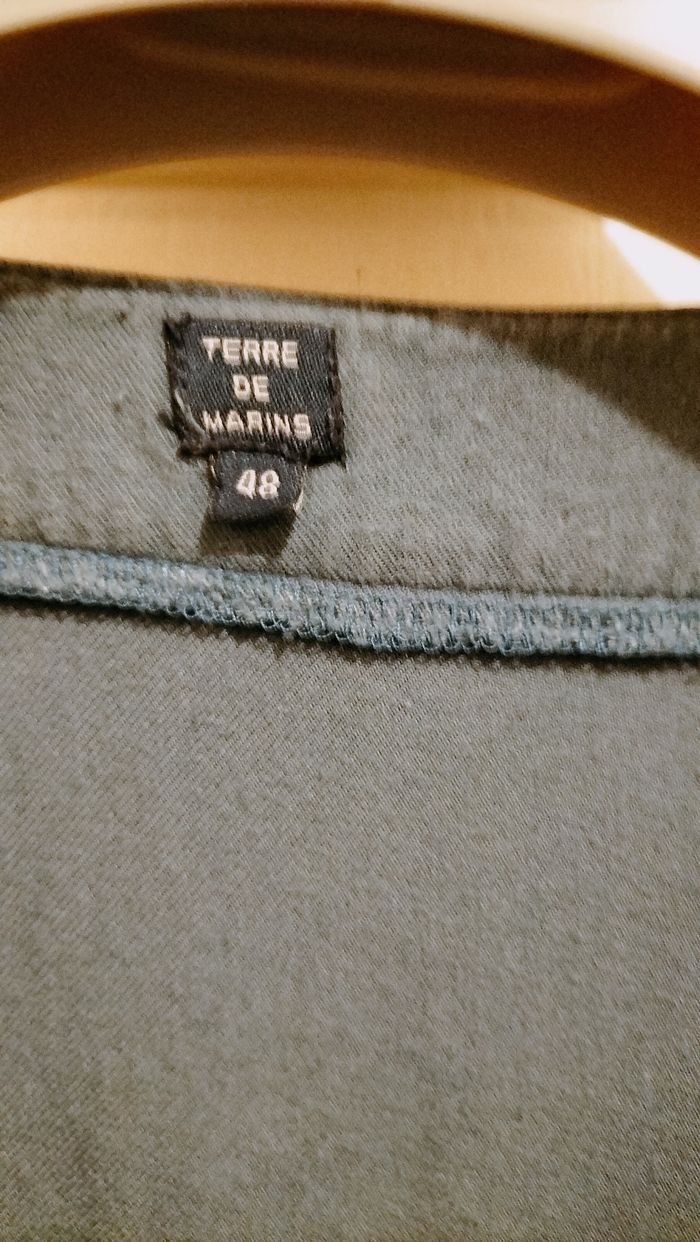 TERRE
DE
MARINS
48